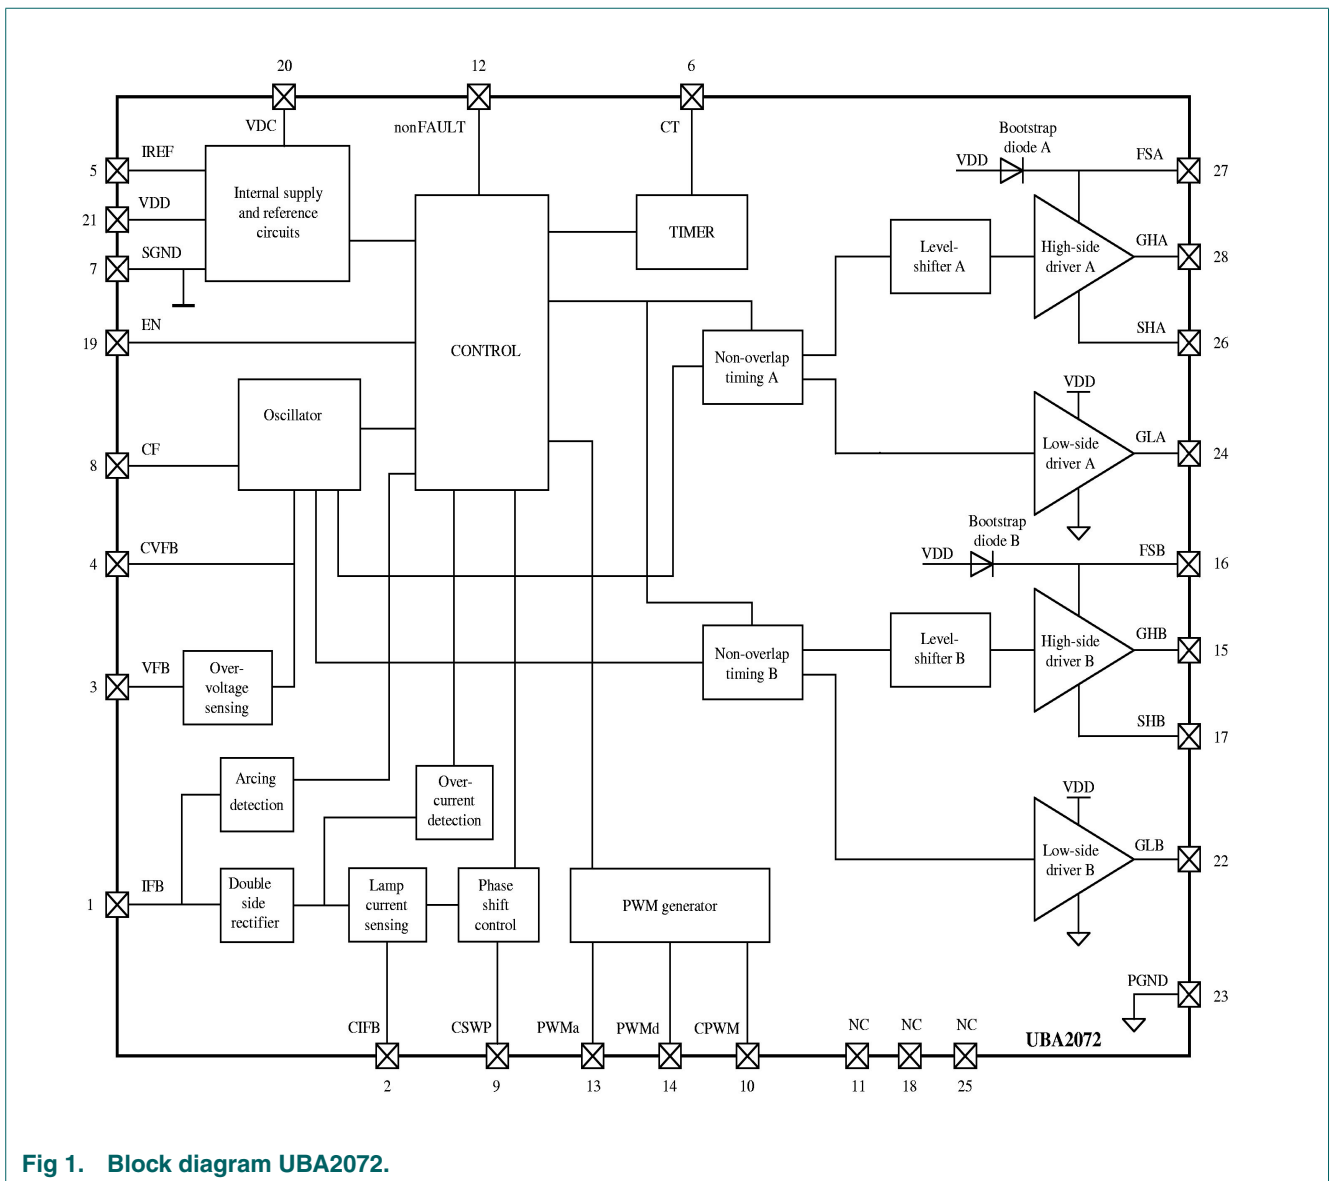 20
12
6
VDC
nonFAULT
CT
5
IREF
21
VDD
7
SGND
Internal supply
and reference
circuits
19
EN
CONTROL
TIMER
Bootstrap
diode A
VDD
FSA
27
Level-
shifter A
High-side
driver A
GHA
28
SHA
26
Non-overlap
timing A
VDD
Low-side
driver A
GLA
24
Oscillator
8
CF
4
CVFB
3
VFB
Over-
voltage
sensing
Bootstrap
diode B
VDD
FSB
16
Non-overlap
timing B
Level-
shifter B
High-side
driver B
GHB
15
SHB
17
Arcing
detection
Over-
current
detection
VDD
Low-side
driver B
GLB
22
1
IFB
Double
side
rectifier
Lamp
current
sensing
Phase
shift
control
PWM generator
PGND
23
CIFB
CSWP
PWMa
PWMd
CPWM
NC
NC
NC
UBA2072
2
9
13
14
10
11
18
25
Fig 1. Block diagram UBA2072.